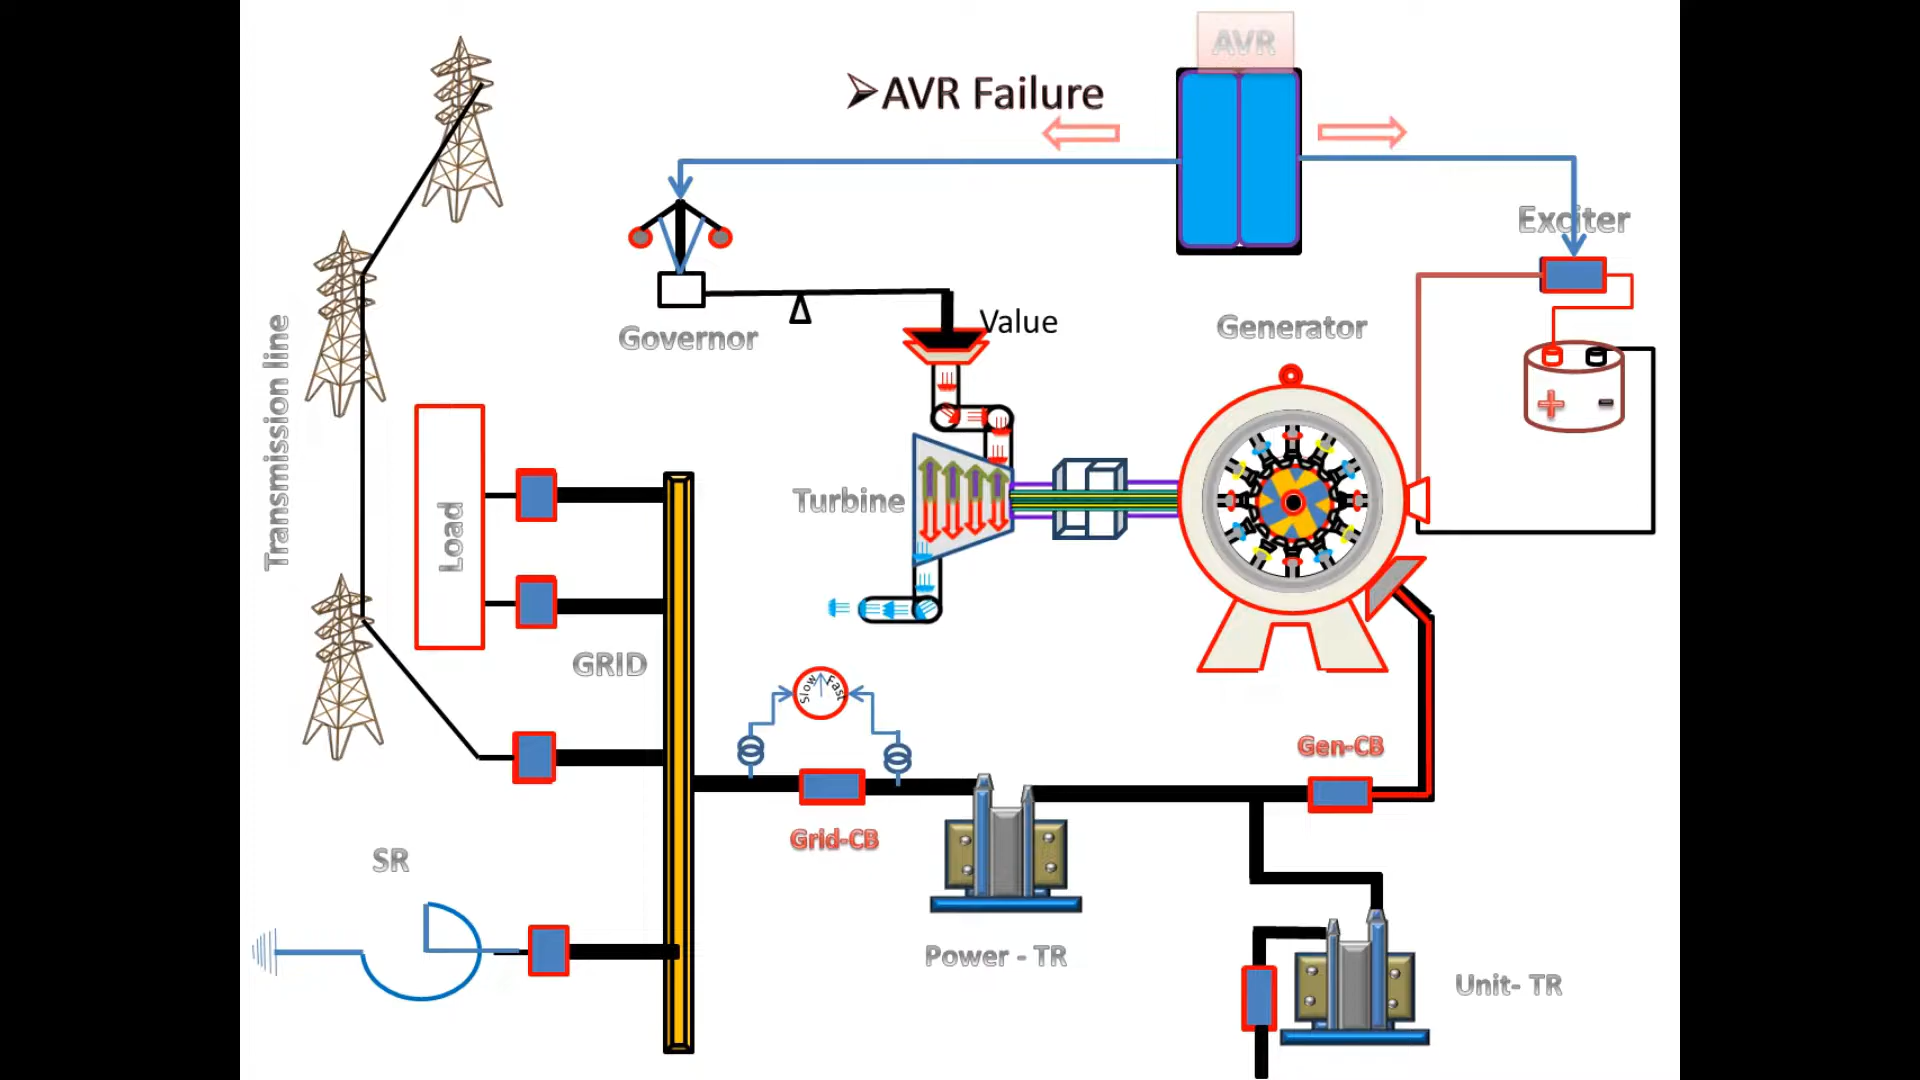 AVR
➢AVR Failure
Exciter
Value
Governor
Generator
Transmission line
+ -
Turbine
Load
GRID
Slow Fast
Gen-CB
Grid-CB
SR
Power - TR
Unit- TR